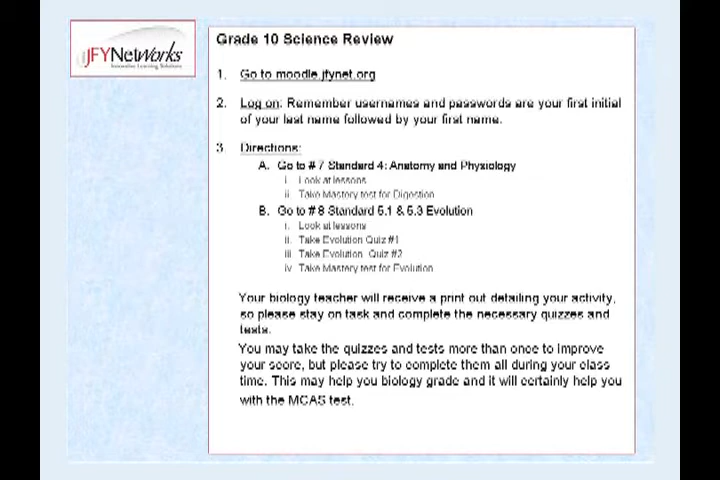 JFYNetWorks
Innovative Learning Solutions
Grade 10 Science Review
1. Go to moodle.jfynet.org
2. Log on: Remember usernames and passwords are your first initial
of your last name followed by your first name.
3. Directions:
A. Go to # 7 Standard 4: Anatomy and Physiology
i Look at lessons
ii Take Mastery test for Digestion
B. Go to # 8 Standard 5.1 & 5.3 Evolution
i. Look at lessons
ii. Take Evolution Quiz #1
iii Take Evolution Quiz #2
iv Take Mastery test for Evolution
Your biology teacher will receive a print out detailing your activity,
so please stay on task and complete the necessary quizzes and
tests.
You may take the quizzes and tests more than once to improve
your score, but please try to complete them all during your class
time. This may help you biology grade and it will certainly help you
with the MCAS test.